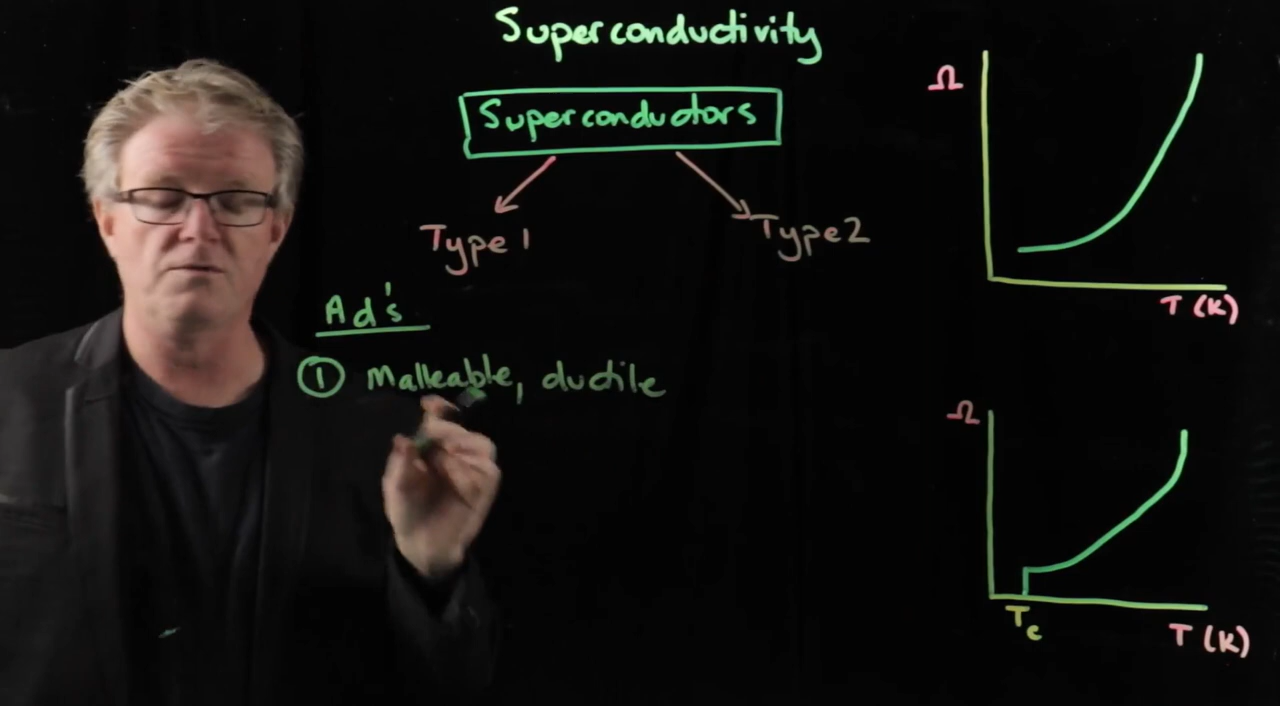 Superconductivity
Superconductors
Type 1
Type 2
Ad's
① Malleable, ductile
Ω
T (K)
Ω
Tc
T (K)